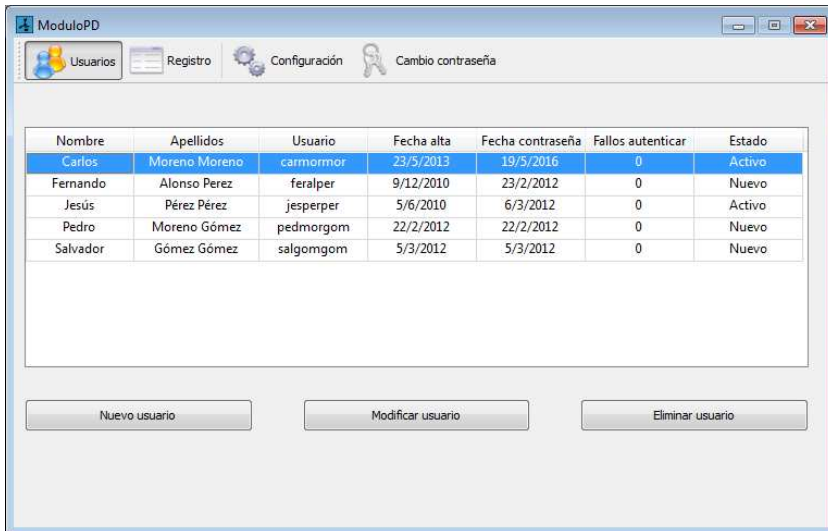 ModuloPD
Usuarios Registro Configuración Cambio contraseña
Nombre Apellidos Usuario Fecha alta Fecha contraseña Fallos autenticar Estado
Carlos Moreno Moreno carmormor 23/5/2013 19/5/2016 0 Activo
Fernando Alonso Perez feralper 9/12/2010 23/2/2012 0 Nuevo
Jesús Pérez Pérez jesperper 5/6/2010 6/3/2012 0 Activo
Pedro Moreno Gómez pedmorgom 22/2/2012 22/2/2012 0 Nuevo
Salvador Gómez Gómez salgomgom 5/3/2012 5/3/2012 0 Nuevo
Nuevo usuario Modificar usuario Eliminar usuario